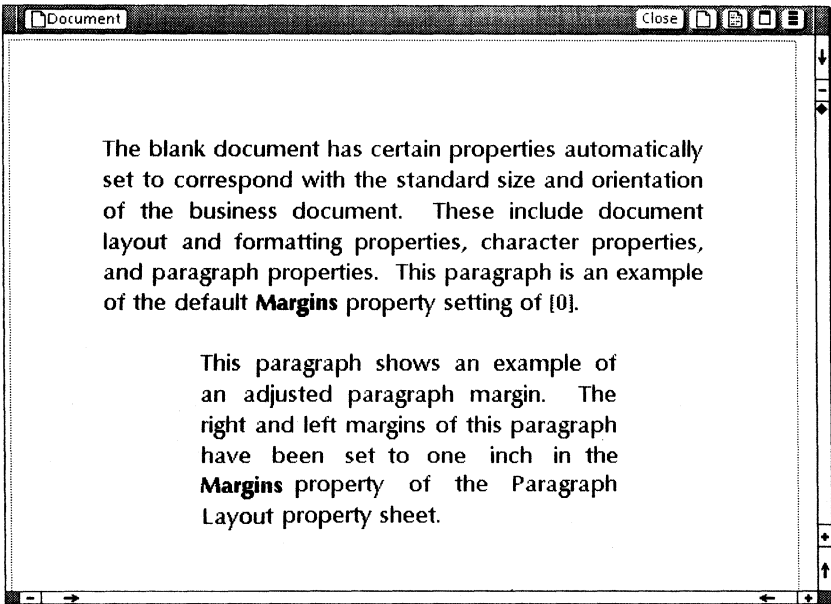 Document Close
The blank document has certain properties automatically
set to correspond with the standard size and orientation
of the business document. These include document
layout and formatting properties, character properties,
and paragraph properties. This paragraph is an example
of the default Margins property setting of [0].
This paragraph shows an example of
an adjusted paragraph margin. The
right and left margins of this paragraph
have been set to one inch in the
Margins property of the Paragraph
Layout property sheet.